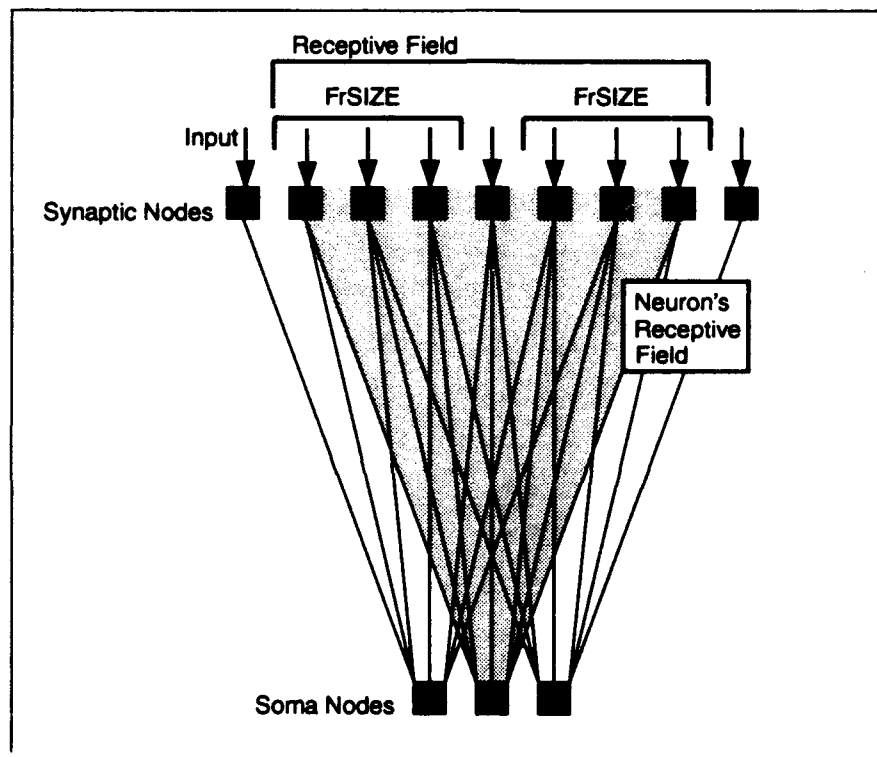 Receptive Field
FrSIZE
FrSIZE
Input
Synaptic Nodes
Neuron's
Receptive
Field
Soma Nodes